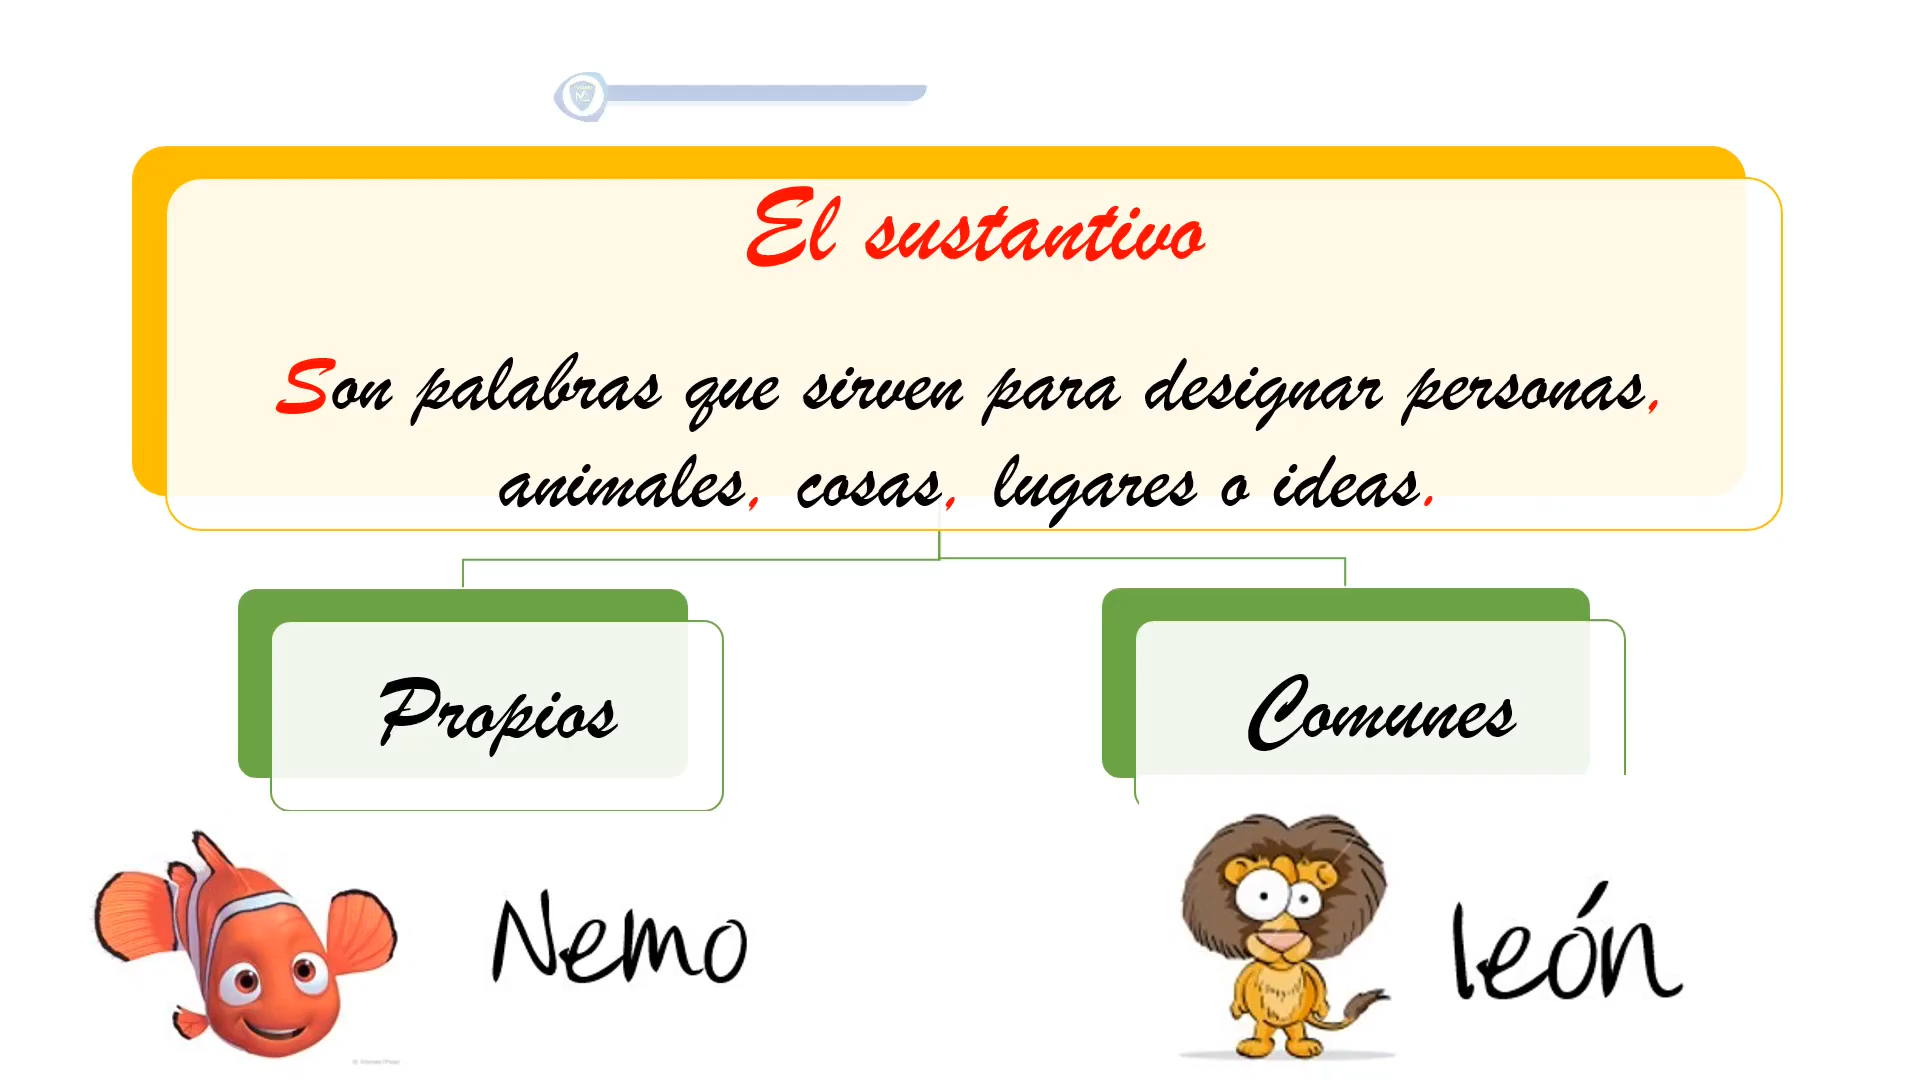 El sustantivo
Son palabras que sirven para designar personas,
animales, cosas, lugares o ideas.
Propios
Comunes
Nemo
león